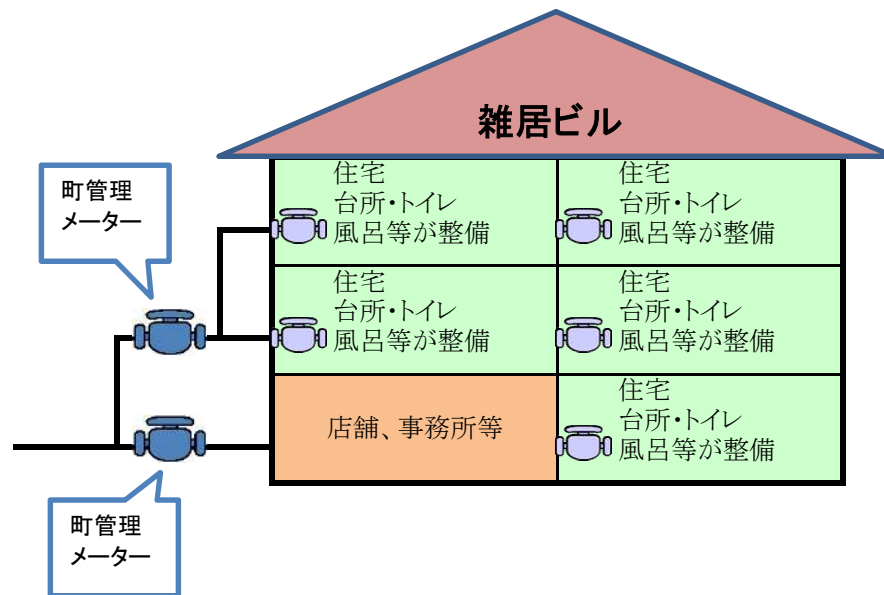 雑居ビル
町管理
メーター
住宅
台所・トイレ
風呂等が整備
住宅
台所・トイレ
風呂等が整備
住宅
台所・トイレ
風呂等が整備
住宅
台所・トイレ
風呂等が整備
店舗、事務所等
住宅
台所・トイレ
風呂等が整備
町管理
メーター